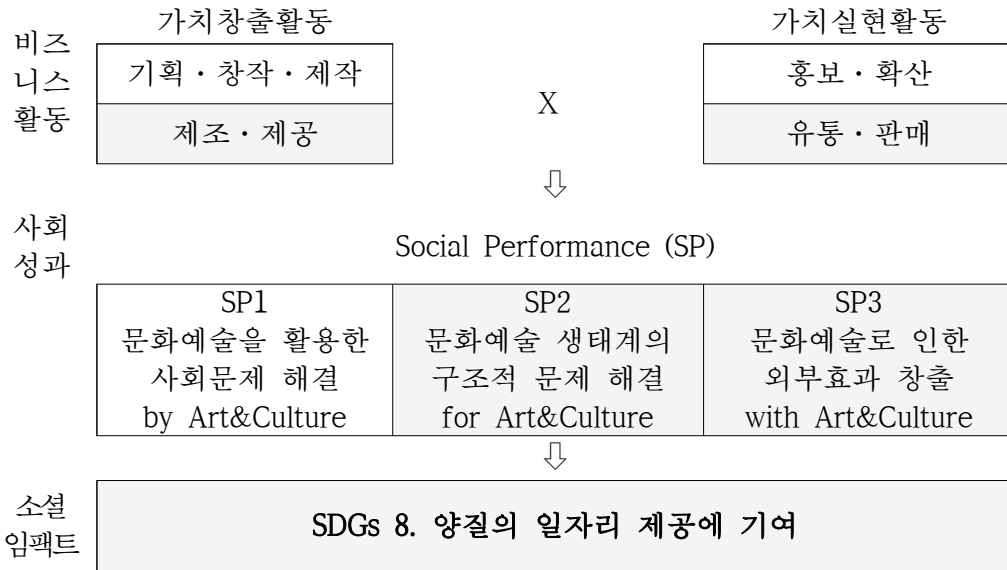 비즈
니스
활동
가치창출활동
기획·창작·제작
제조·제공
X
가치실현활동
홍보·확산
유통·판매
⇩
사회
성과
Social Performance (SP)
SP1
문화예술을 활용한
사회문제 해결
by Art&Culture
SP2
문화예술 생태계의
구조적 문제 해결
for Art&Culture
SP3
문화예술로 인한
외부효과 창출
with Art&Culture
⇩
소셜
임팩트
SDGs 8. 양질의 일자리 제공에 기여